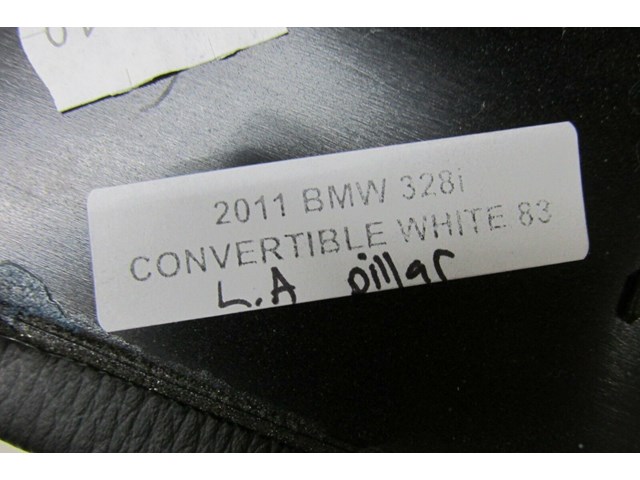 2011 BMW 328i
CONVERTIBLE WHITE 83
L.A pillar